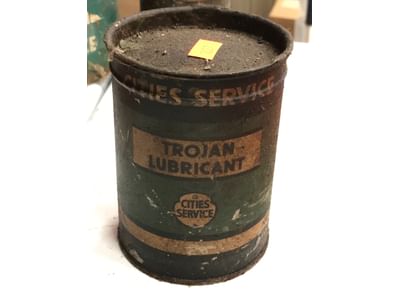 CITIES SERVICE
TROJAN
LUBRICANT
CITIES
SERVICE